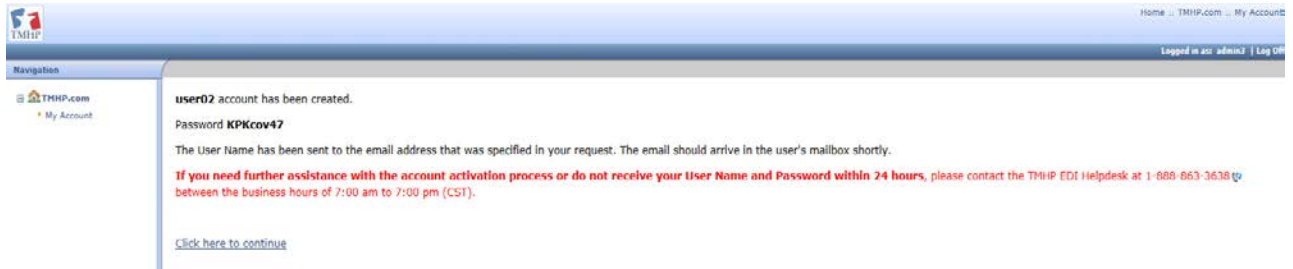 Home .. TMHP.com .. My Account
TMHP
Logged in as: admin3 | Log Off
Navigation
TMHP.com
My Account
user02 account has been created.
Password KPKcov47
The User Name has been sent to the email address that was specified in your request. The email should arrive in the user's mailbox shortly.
If you need further assistance with the account activation process or do not receive your User Name and Password within 24 hours, please contact the TMHP EDI Helpdesk at 1-888-863-3638
between the business hours of 7:00 am to 7:00 pm (CST).
Click here to continue